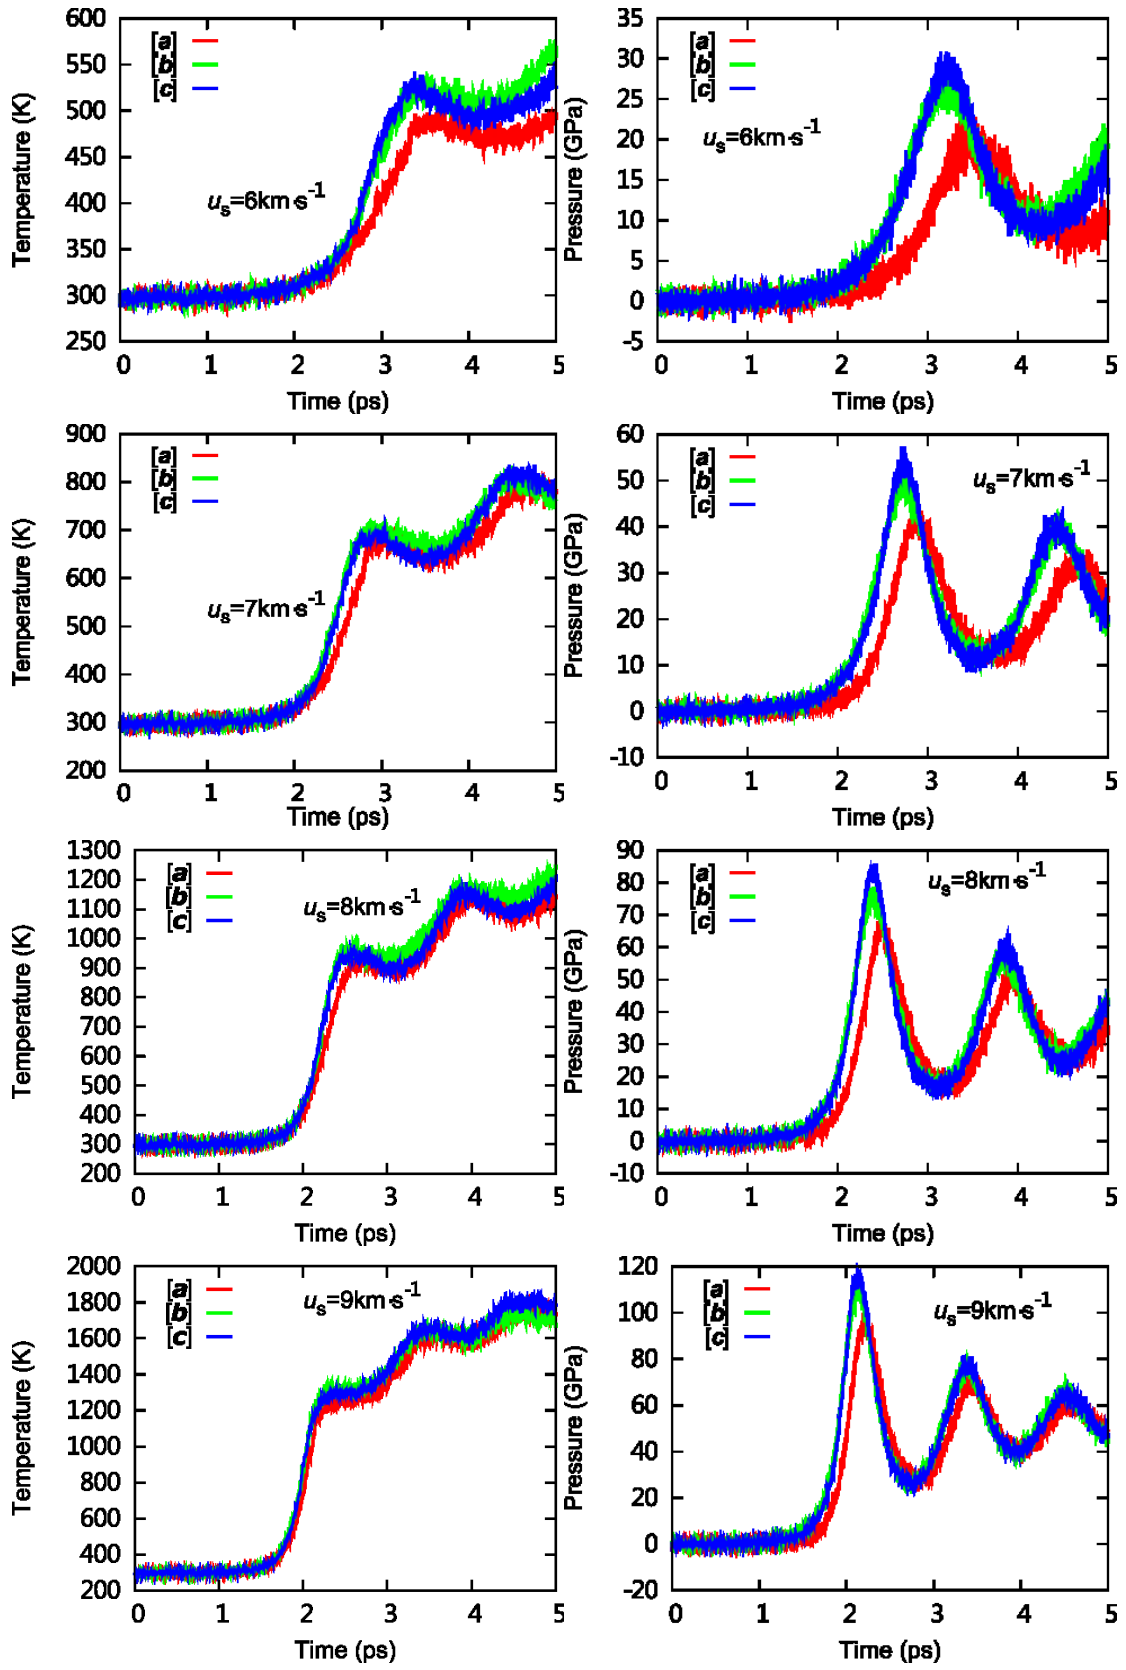 600
550
500
450
400
350
300
250
0 1 2 3 4 5
Temperature (K)
Time (ps)
[a]
[b]
[c]
uₛ=6km·s⁻¹
35
30
25
20
15
10
5
0
-5
0 1 2 3 4 5
Pressure (GPa)
Time (ps)
[a]
[b]
[c]
uₛ=6km·s⁻¹
900
800
700
600
500
400
300
200
0 1 2 3 4 5
Temperature (K)
Time (ps)
[a]
[b]
[c]
uₛ=7km·s⁻¹
60
50
40
30
20
10
0
-10
0 1 2 3 4 5
Pressure (GPa)
Time (ps)
[a]
[b]
[c]
uₛ=7km·s⁻¹
1300
1200
1100
1000
900
800
700
600
500
400
300
200
0 1 2 3 4 5
Temperature (K)
Time (ps)
[a]
[b]
[c]
uₛ=8km·s⁻¹
90
80
70
60
50
40
30
20
10
0
-10
0 1 2 3 4 5
Pressure (GPa)
Time (ps)
[a]
[b]
[c]
uₛ=8km·s⁻¹
2000
1800
1600
1400
1200
1000
800
600
400
200
0 1 2 3 4 5
Temperature (K)
Time (ps)
[a]
[b]
[c]
uₛ=9km·s⁻¹
120
100
80
60
40
20
0
-20
0 1 2 3 4 5
Pressure (GPa)
Time (ps)
[a]
[b]
[c]
uₛ=9km·s⁻¹